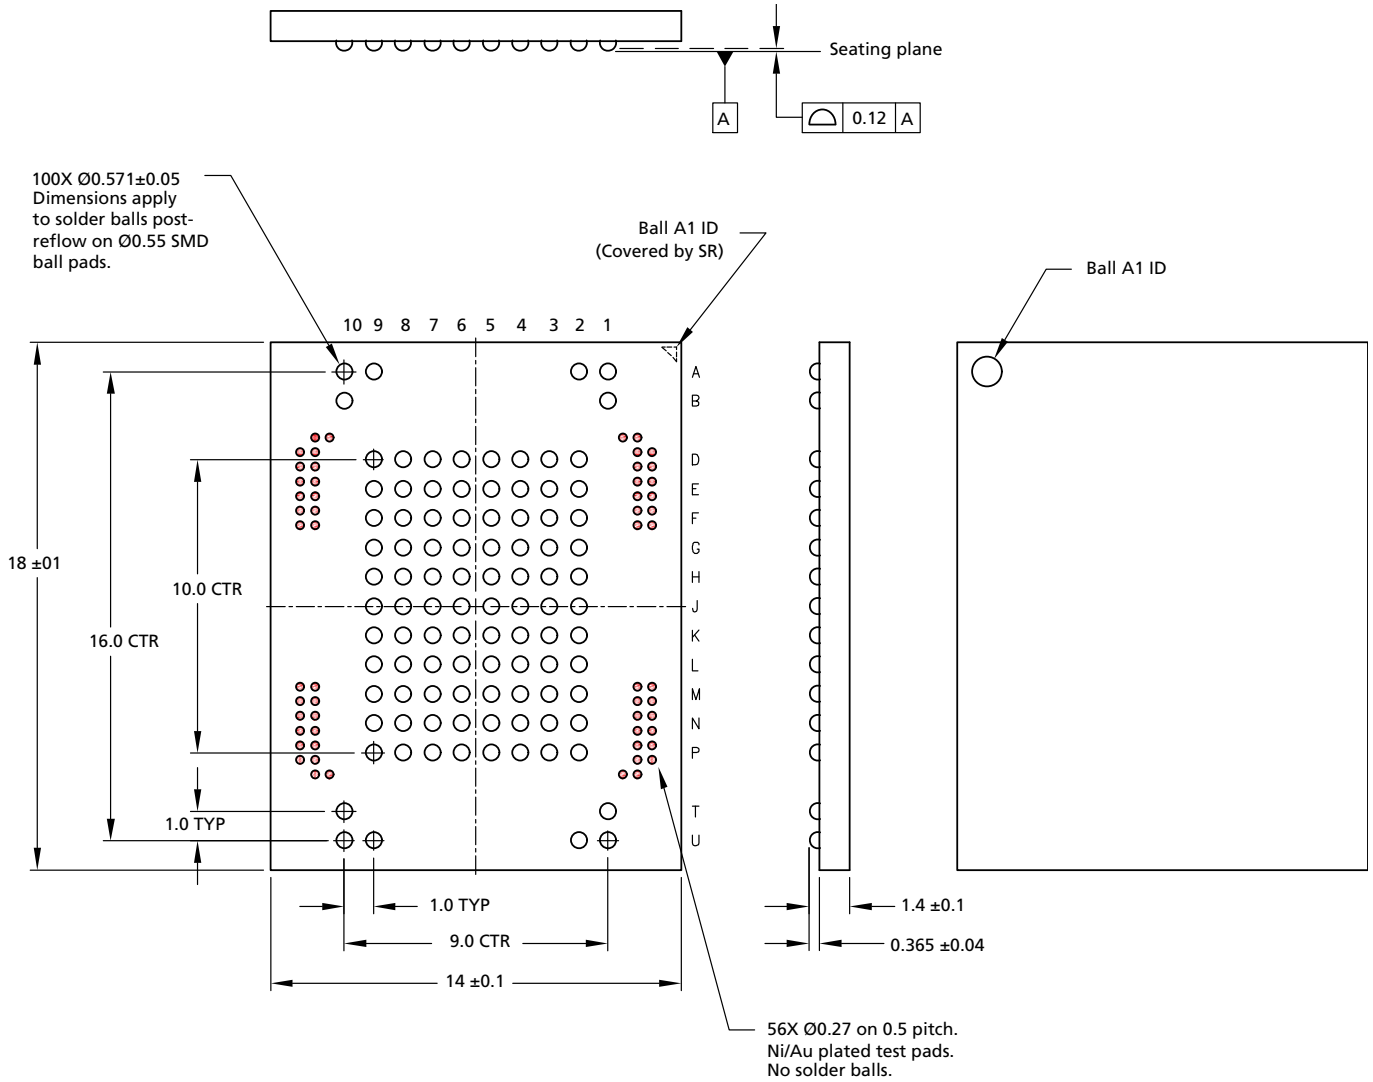 Seating plane
A
0.12 A
100X Ø0.571±0.05
Dimensions apply
to solder balls post-
reflow on Ø0.55 SMD
ball pads.
Ball A1 ID
(Covered by SR)
Ball A1 ID
10 9 8 7 6 5 4 3 2 1
A
B
D
E
F
G
H
J
K
L
M
N
P
T
U
18 ±01
10.0 CTR
16.0 CTR
1.0 TYP
1.0 TYP
9.0 CTR
14 ±0.1
1.4 ±0.1
0.365 ±0.04
56X Ø0.27 on 0.5 pitch.
Ni/Au plated test pads.
No solder balls.